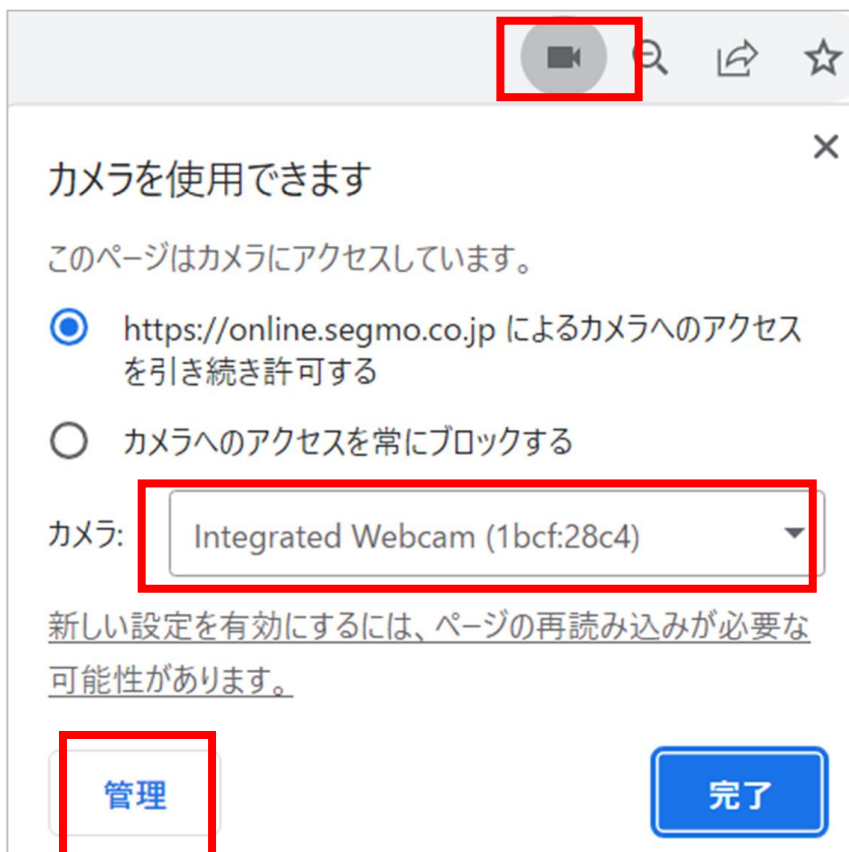 カメラを使用できます
このページはカメラにアクセスしています。
https://online.segmo.co.jp によるカメラへのアクセス
を引き続き許可する
カメラへのアクセスを常にブロックする
カメラ: Integrated Webcam (1bcf:28c4)
新しい設定を有効にするには、ページの再読み込みが必要な
可能性があります。
管理 完了